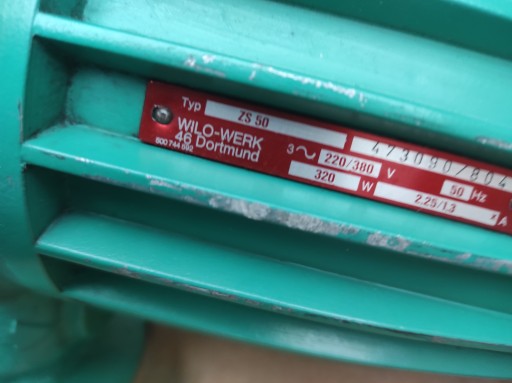 Typ ZS 50
473090/804
WILO-WERK
46 Dortmund
800 744 592
3~ 220/380 V 50 Hz
320 W 2.25/1.3 A